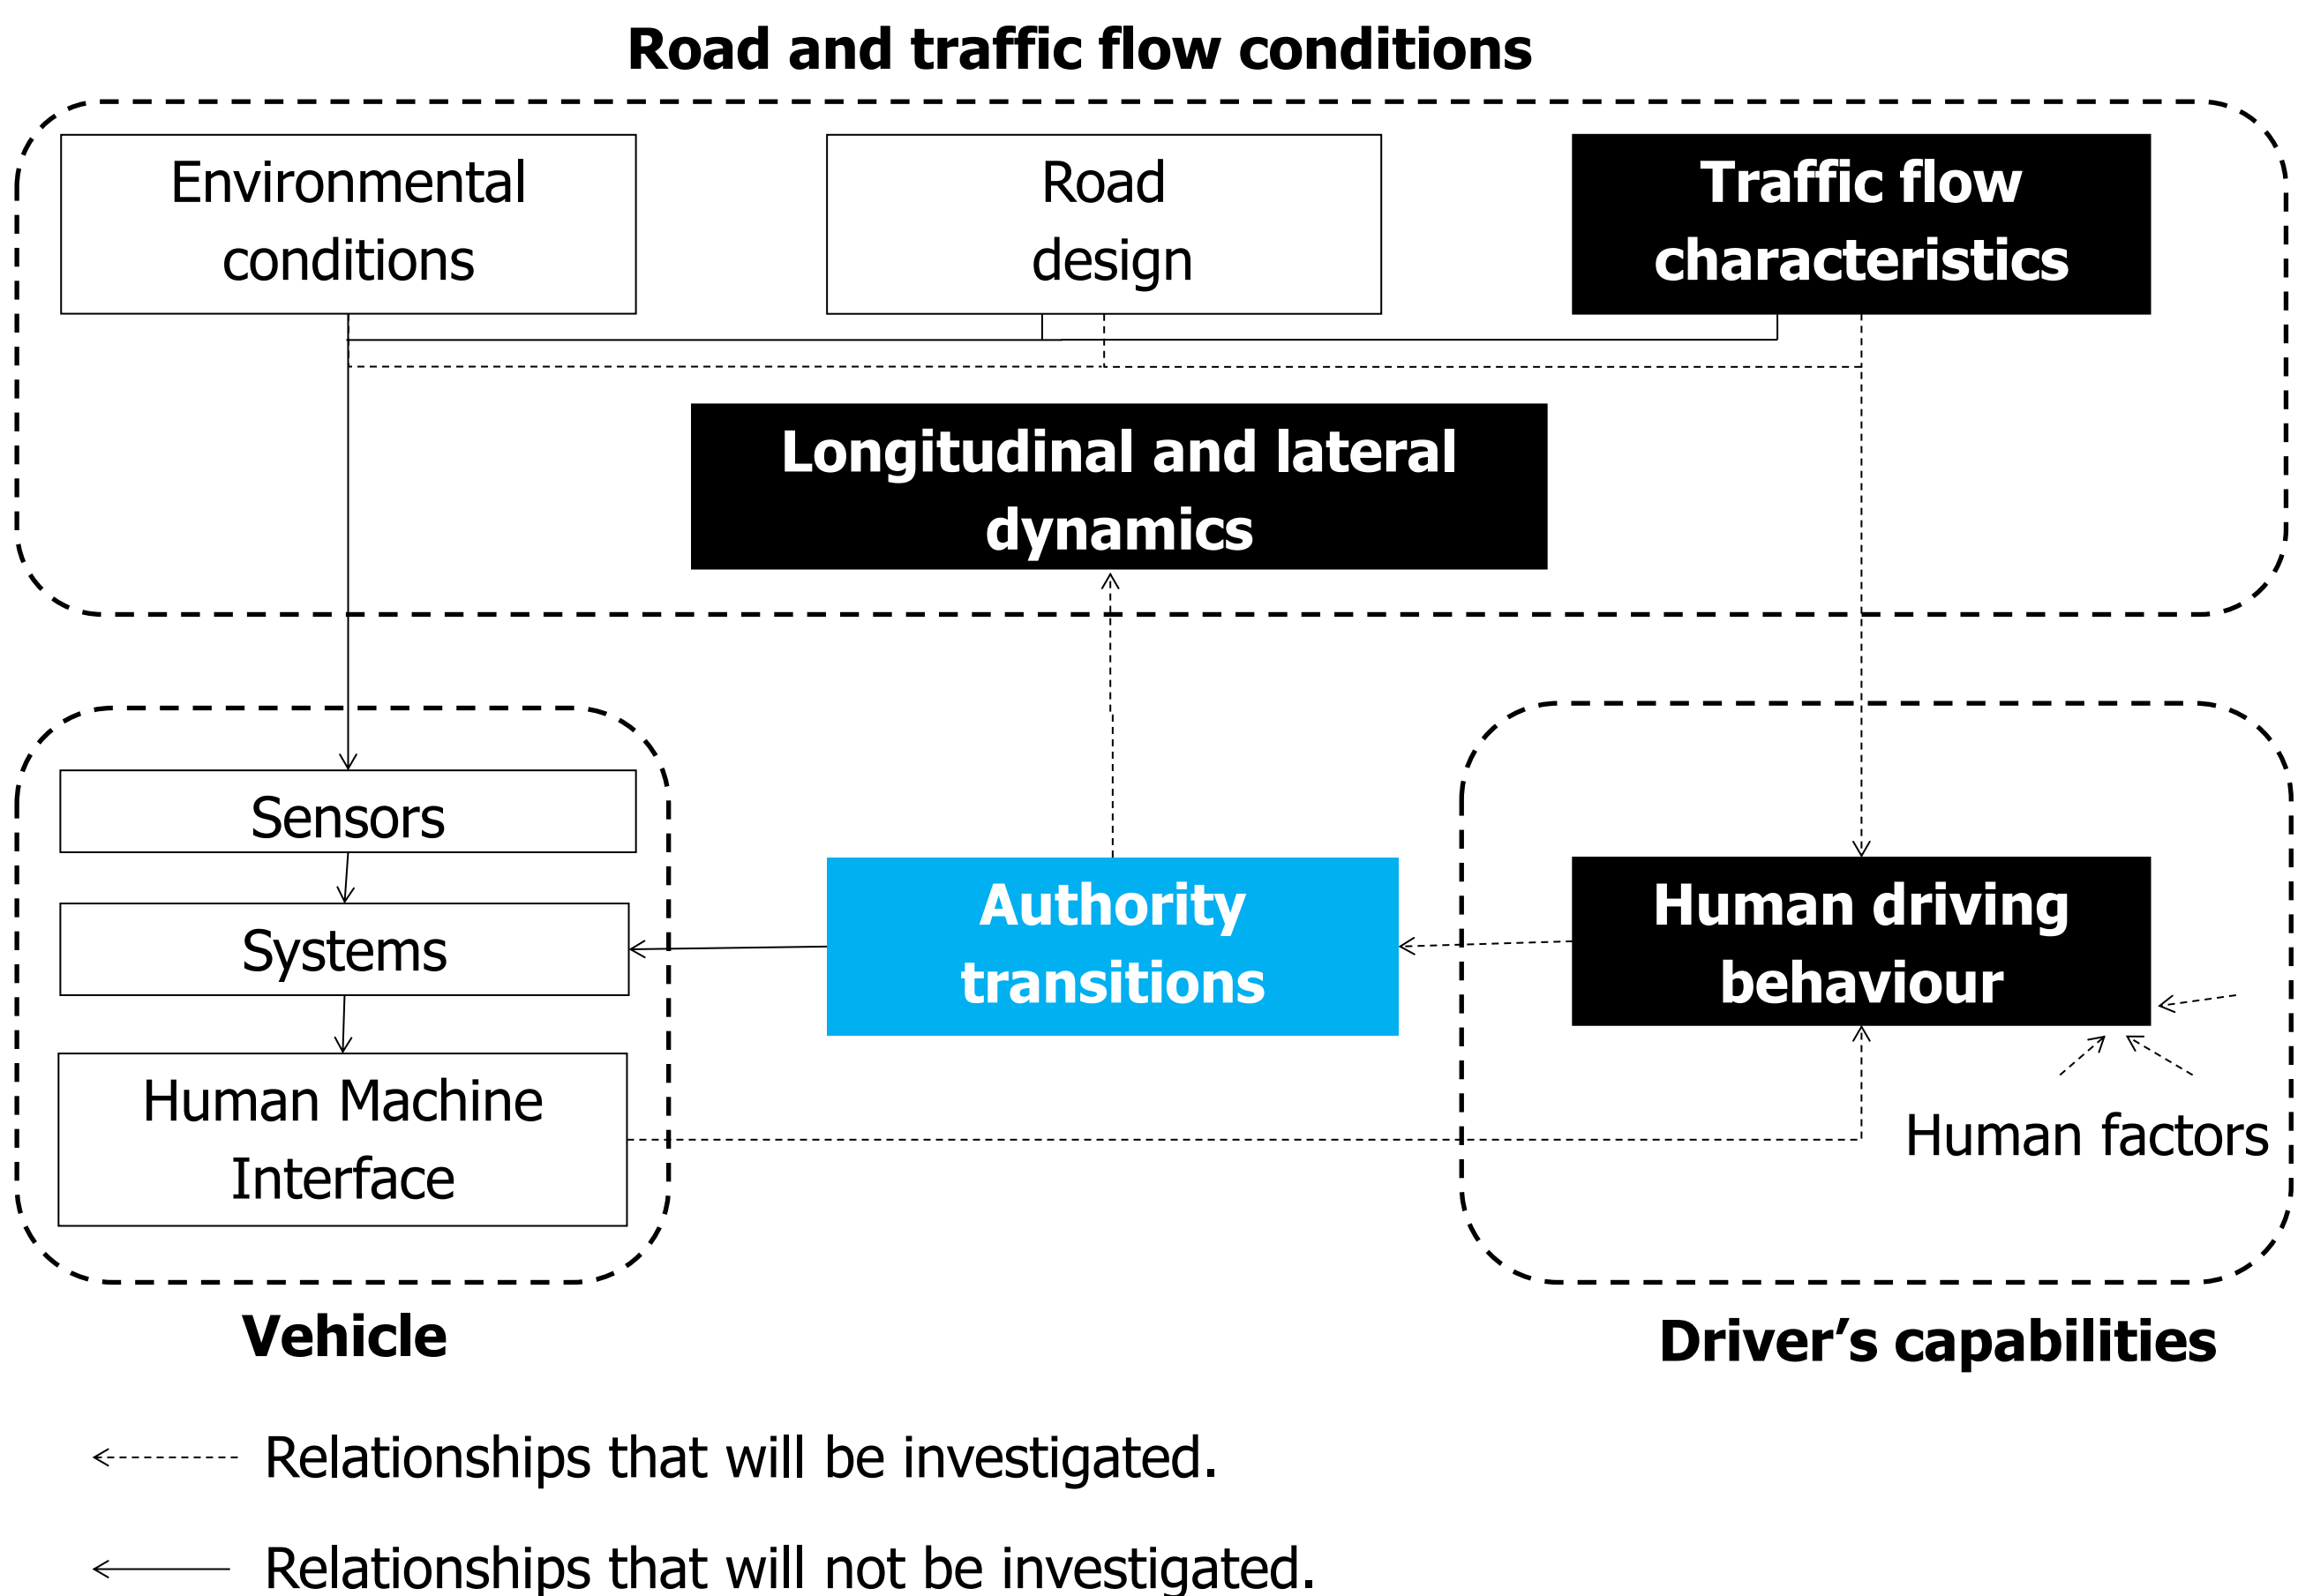 Road and traffic flow conditions
Environmental
conditions
Road
design
Traffic flow
characteristics
Longitudinal and lateral
dynamics
Sensors
Systems
Human Machine
Interface
Authority
transitions
Human driving
behaviour
Human factors
Vehicle
Driver’s capabilities
Relationships that will be investigated.
Relationships that will not be investigated.